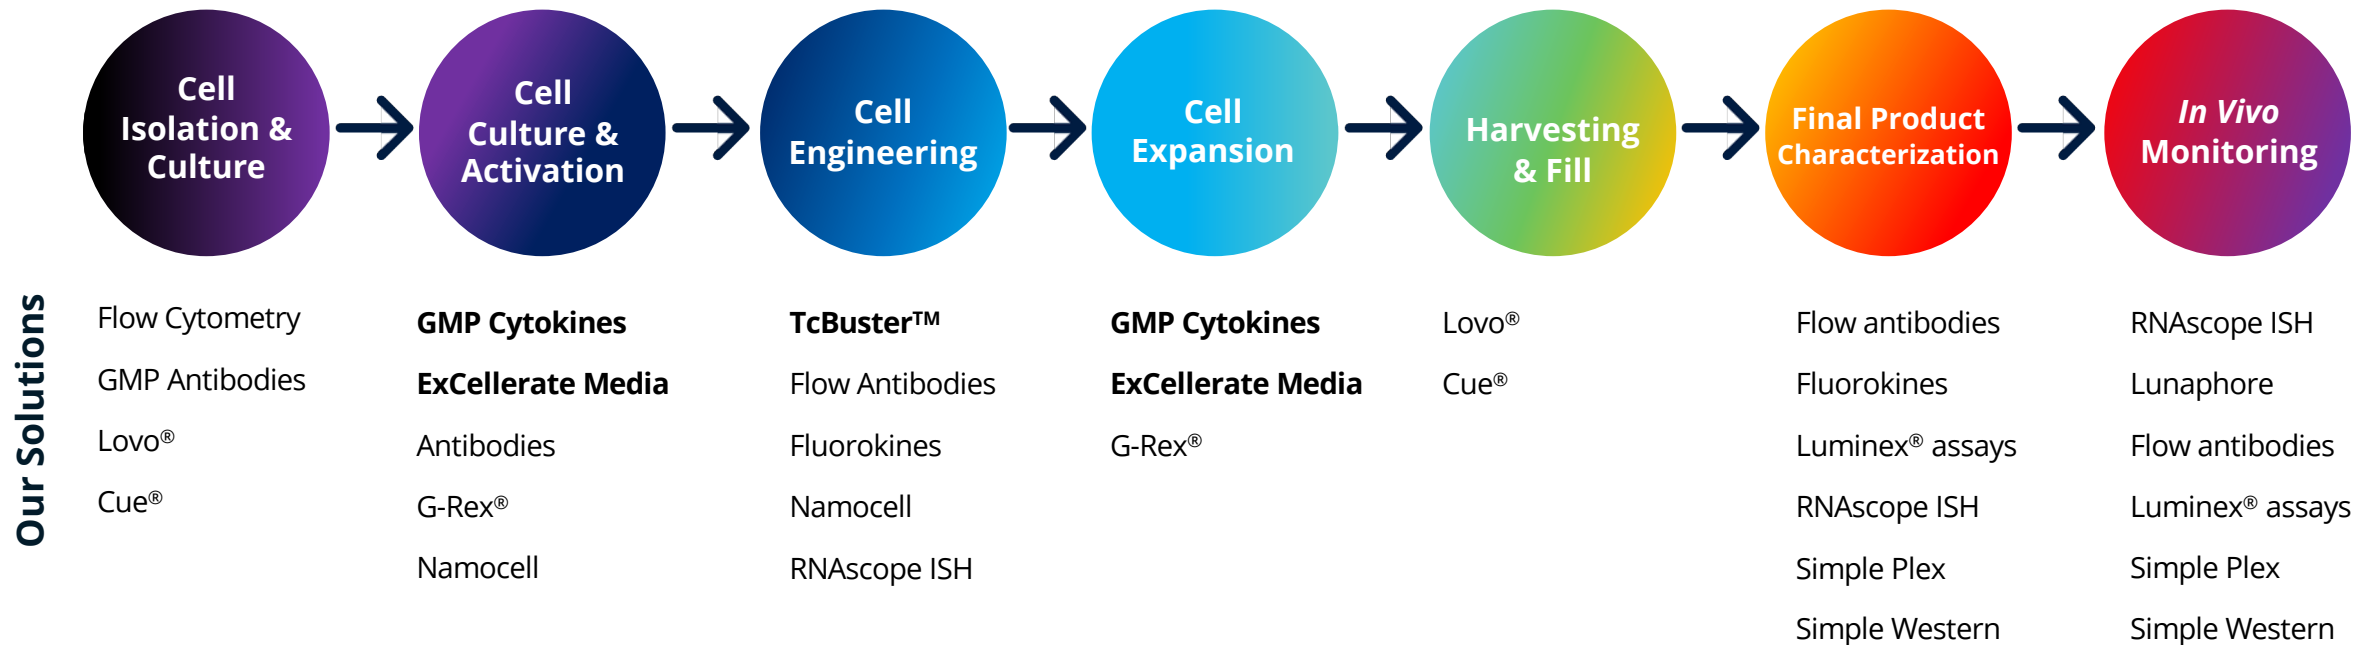 Cell
Isolation &
Culture
Cell
Culture &
Activation
Cell
Engineering
Cell
Expansion
Harvesting
& Fill
Final Product
Characterization
In Vivo
Monitoring
Our Solutions
Flow Cytometry
GMP Antibodies
Lovo®
Cue®
GMP Cytokines
ExCellerate Media
Antibodies
G-Rex®
Namocell
TcBuster™
Flow Antibodies
Fluorokines
Namocell
RNAscope ISH
GMP Cytokines
ExCellerate Media
G-Rex®
Lovo®
Cue®
Flow antibodies
Fluorokines
Luminex® assays
RNAscope ISH
Simple Plex
Simple Western
RNAscope ISH
Lunaphore
Flow antibodies
Luminex® assays
Simple Plex
Simple Western